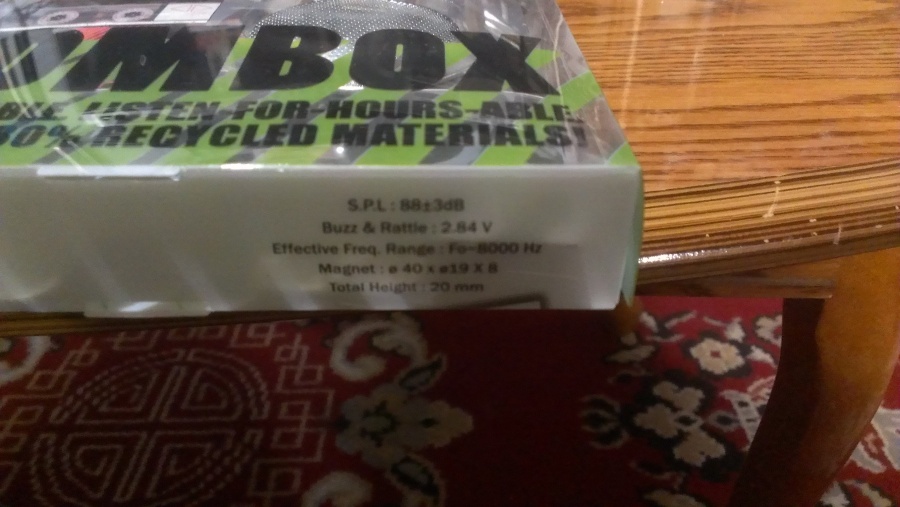 OMBOX
LISTEN-FOR-HOURS-ABLE
RECYCLED MATERIALS!
S.P.L : 88±3dB
Buzz & Rattle : 2.84 V
Effective Freq. Range : Fo~8000 Hz
Magnet : ø 40 x ø19 X 8
Total Height : 20 mm